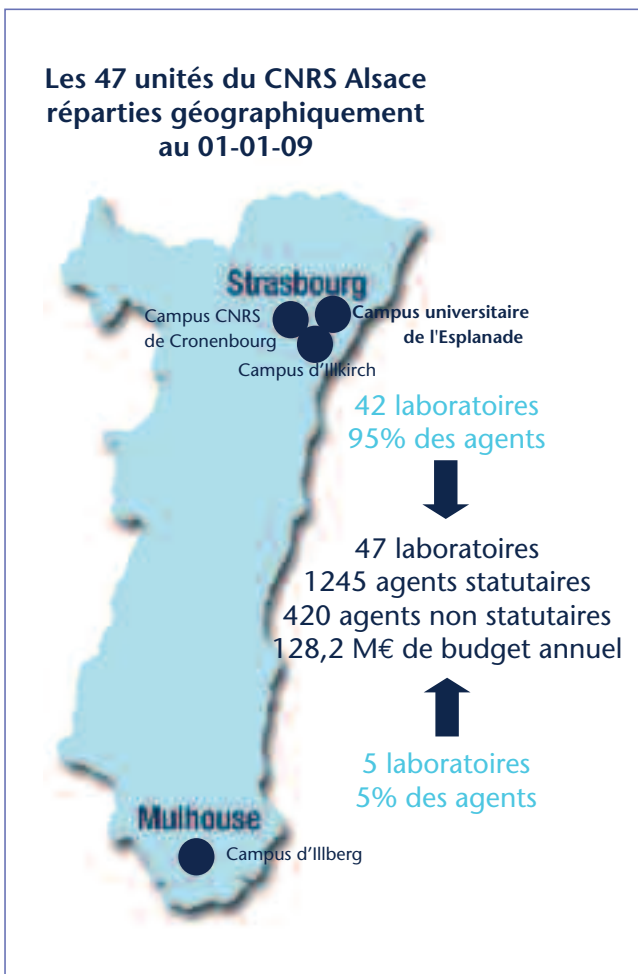 Les 47 unités du CNRS Alsace
réparties géographiquement
au 01-01-09
Strasbourg
Campus CNRS
de Cronenbourg
Campus universitaire
de l'Esplanade
Campus d'Illkirch
42 laboratoires
95% des agents
47 laboratoires
1245 agents statutaires
420 agents non statutaires
128,2 M€ de budget annuel
5 laboratoires
5% des agents
Mulhouse
Campus d'Illberg